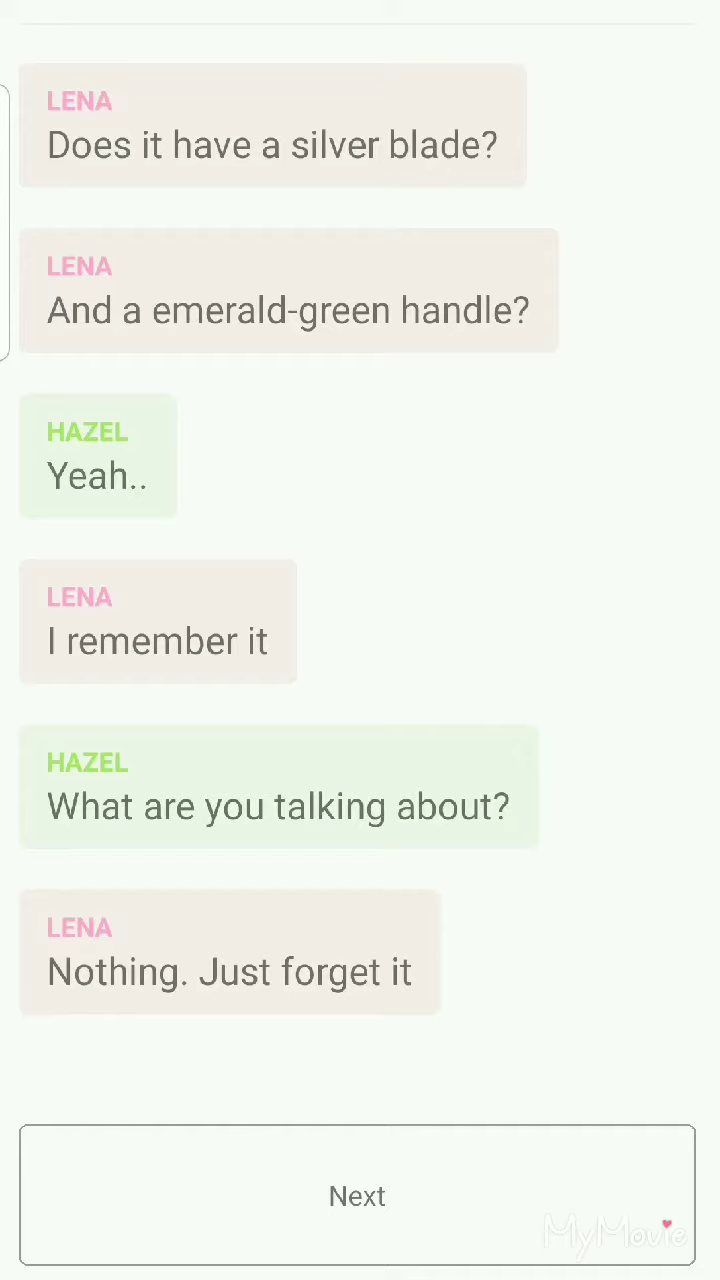 LENA
Does it have a silver blade?
LENA
And a emerald-green handle?
HAZEL
Yeah..
LENA
I remember it
HAZEL
What are you talking about?
LENA
Nothing. Just forget it
Next
MyMovie